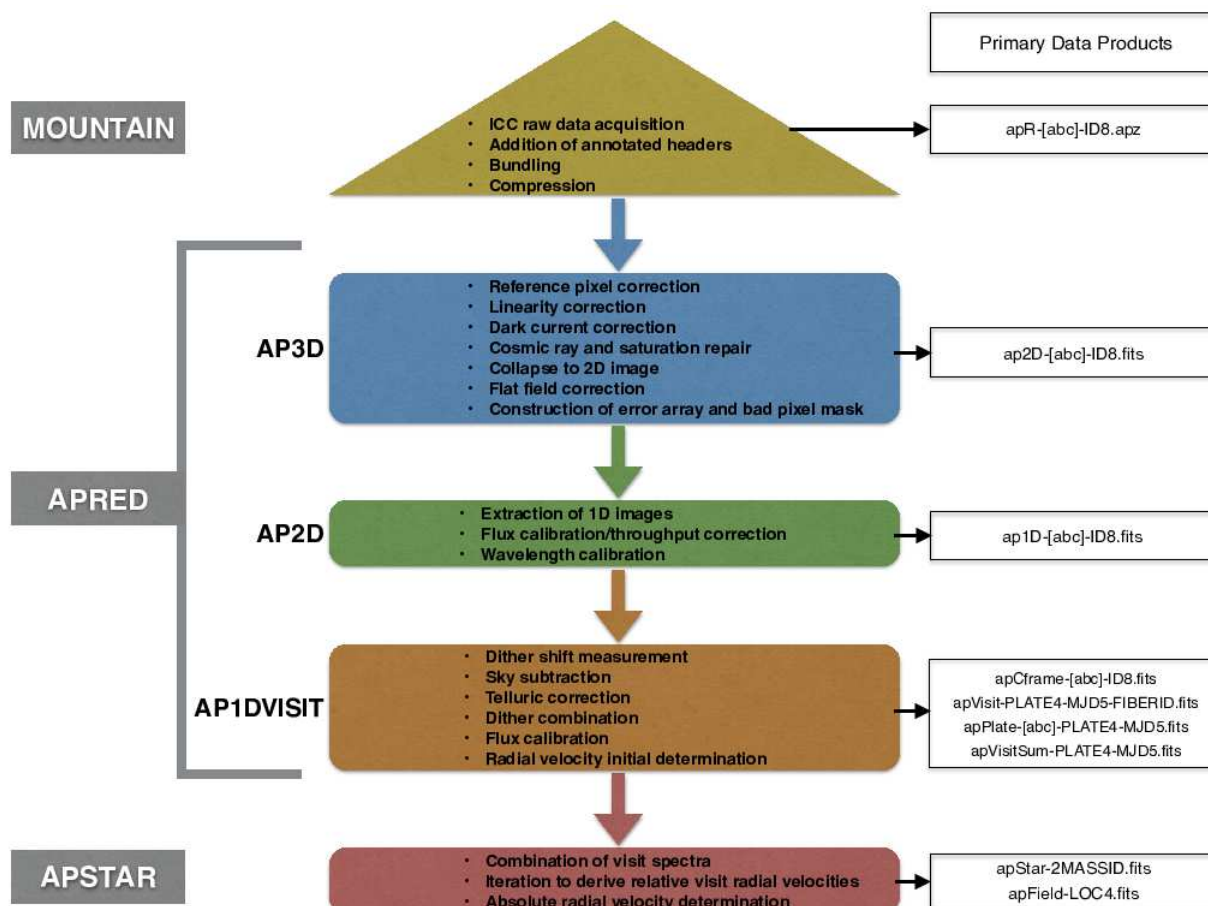 Primary Data Products
MOUNTAIN
• ICC raw data acquisition
• Addition of annotated headers
• Bundling
• Compression
apR-[abc]-ID8.apz
APRED
AP3D
• Reference pixel correction
• Linearity correction
• Dark current correction
• Cosmic ray and saturation repair
• Collapse to 2D image
• Flat field correction
• Construction of error array and bad pixel mask
ap2D-[abc]-ID8.fits
AP2D
• Extraction of 1D images
• Flux calibration/throughput correction
• Wavelength calibration
ap1D-[abc]-ID8.fits
AP1DVISIT
• Dither shift measurement
• Sky subtraction
• Telluric correction
• Dither combination
• Flux calibration
• Radial velocity initial determination
apCframe-[abc]-ID8.fits
apVisit-PLATE4-MJD5-FIBERID.fits
apPlate-[abc]-PLATE4-MJD5.fits
apVisitSum-PLATE4-MJD5.fits
APSTAR
• Combination of visit spectra
• Iteration to derive relative visit radial velocities
• Absolute radial velocity determination
apStar-2MASSID.fits
apField-LOC4.fits